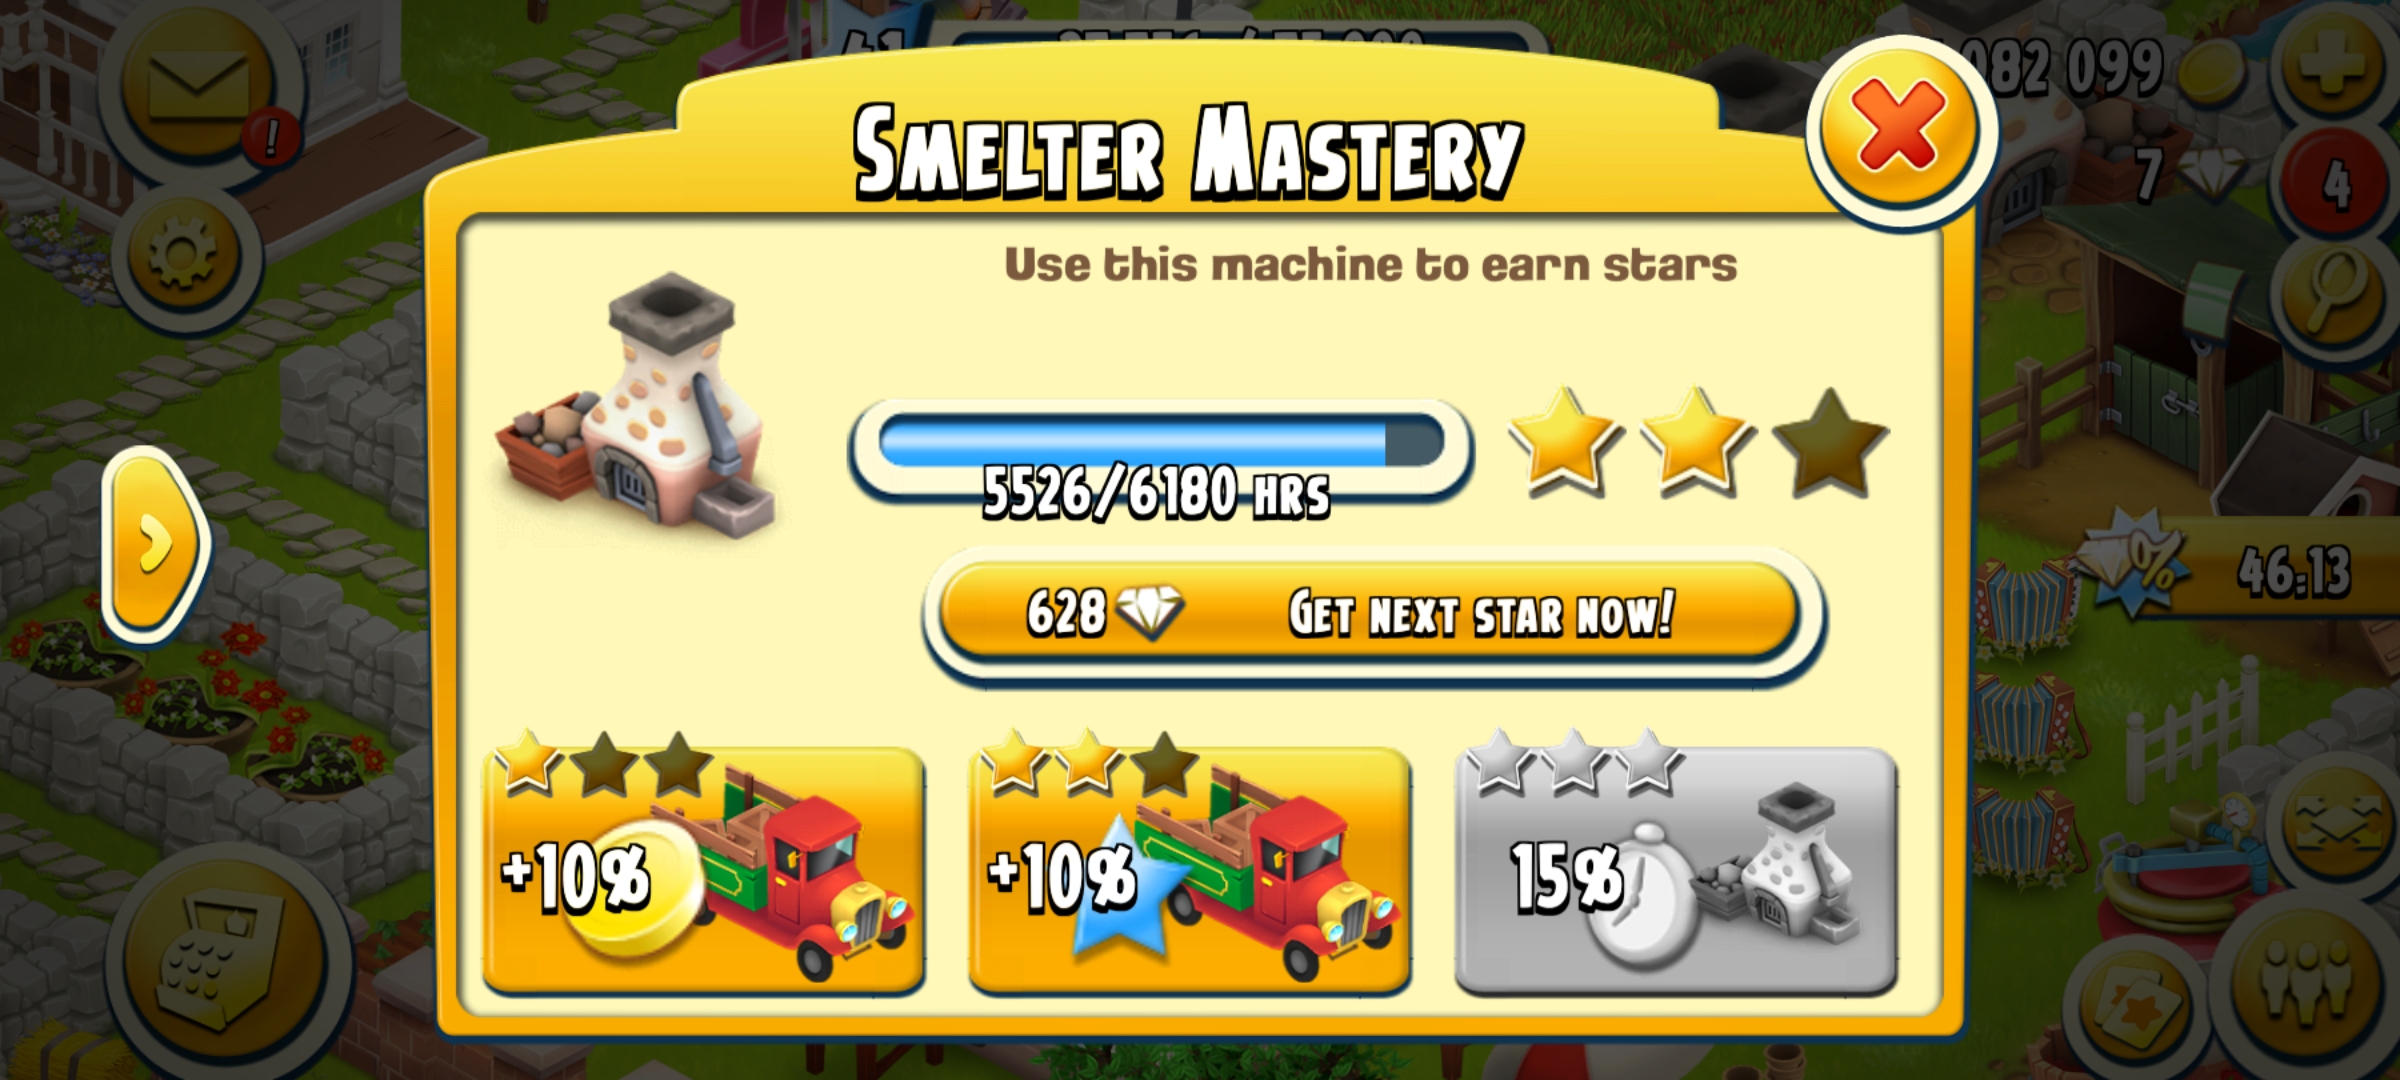 Smelter Mastery
Use this machine to earn stars
5526/6180 hrs
628
Get next star now!
+10%
+10%
15%
!
082 099
7
4
%
46:13